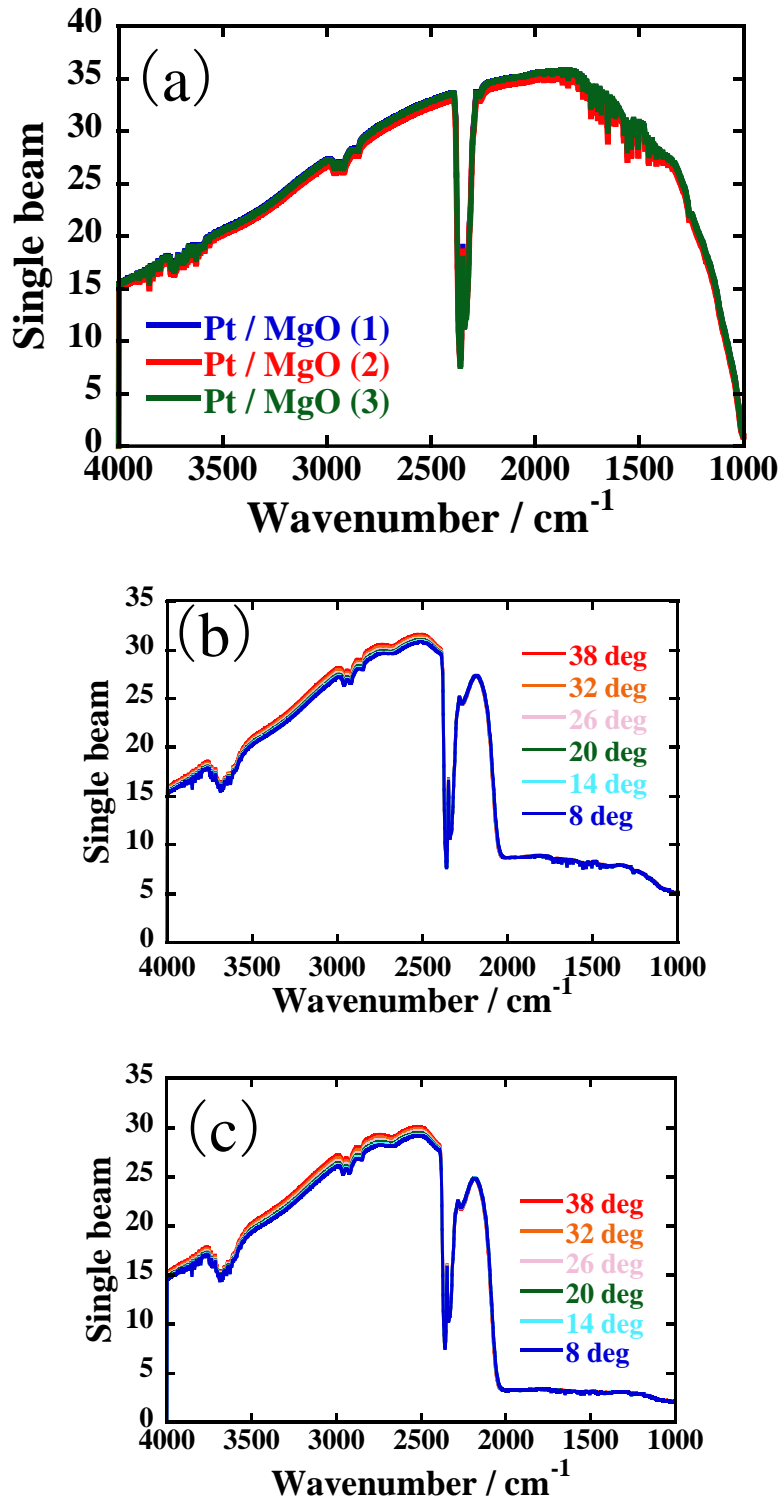 (a)
40
35
30
25
20
15
10
5
0
Single beam
Pt / MgO (1)
Pt / MgO (2)
Pt / MgO (3)
4000 3500 3000 2500 2000 1500 1000
Wavenumber / cm-1
(b)
35
30
25
20
15
10
5
0
Single beam
38 deg
32 deg
26 deg
20 deg
14 deg
8 deg
4000 3500 3000 2500 2000 1500 1000
Wavenumber / cm-1
(c)
35
30
25
20
15
10
5
0
Single beam
38 deg
32 deg
26 deg
20 deg
14 deg
8 deg
4000 3500 3000 2500 2000 1500 1000
Wavenumber / cm-1